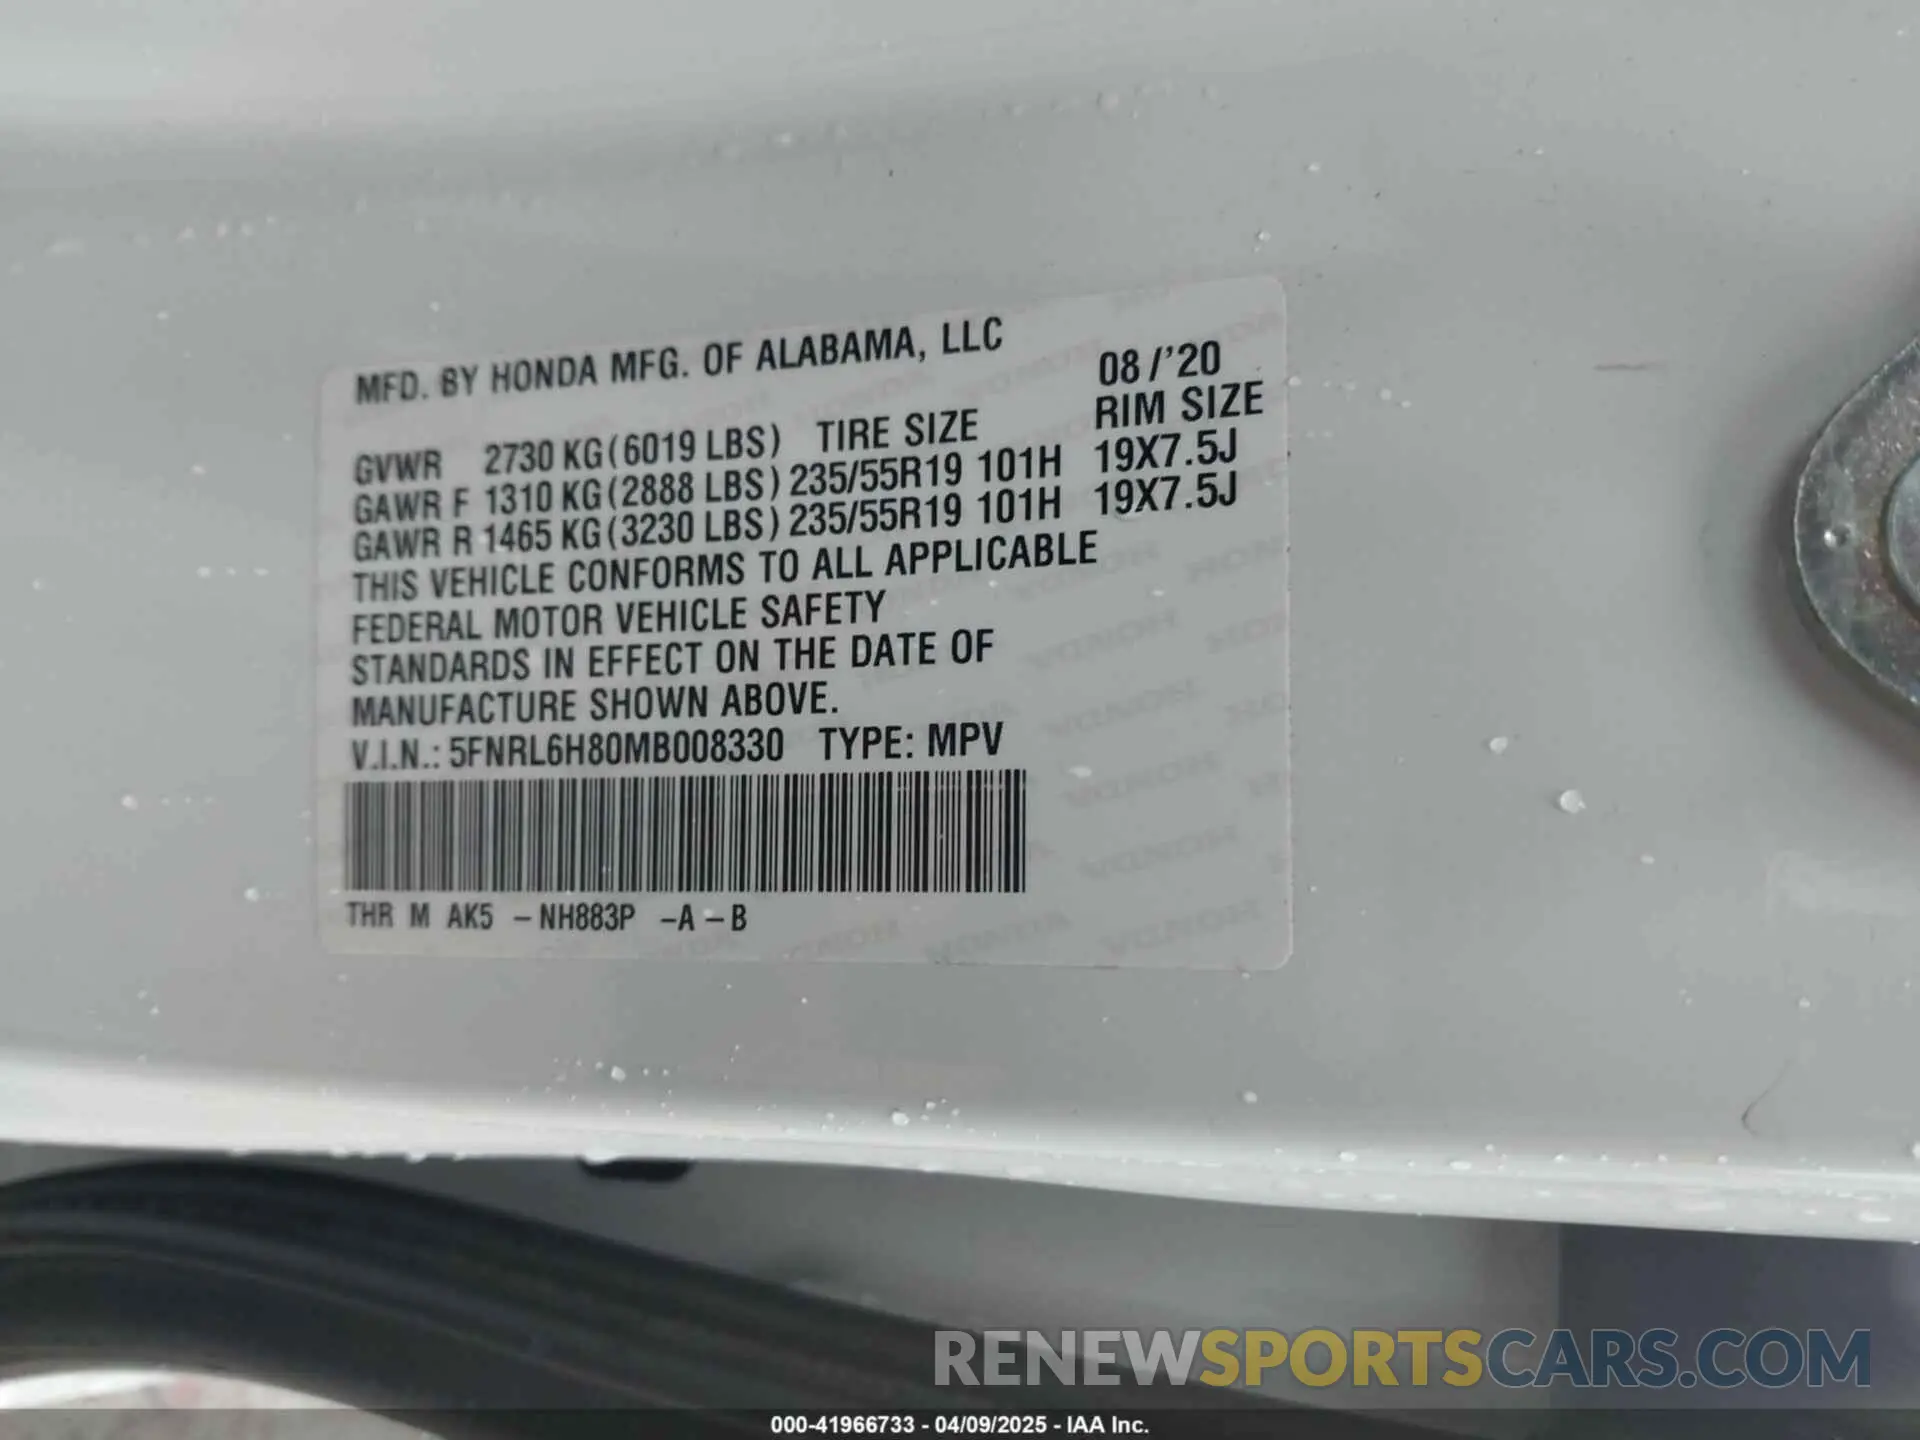 MFD. BY HONDA MFG. OF ALABAMA, LLC 08/'20
GVWR 2730 KG(6019 LBS) TIRE SIZE RIM SIZE
GAWR F 1310 KG(2888 LBS) 235/55R19 101H 19X7.5J
GAWR R 1465 KG(3230 LBS) 235/55R19 101H 19X7.5J
THIS VEHICLE CONFORMS TO ALL APPLICABLE
FEDERAL MOTOR VEHICLE SAFETY
STANDARDS IN EFFECT ON THE DATE OF
MANUFACTURE SHOWN ABOVE.
V.I.N.: 5FNRL6H80MB008330 TYPE: MPV
THR M AK5 -NH883P -A-B
RENEWSPORTSCARS.COM
000-41966733 - 04/09/2025 - IAA Inc.